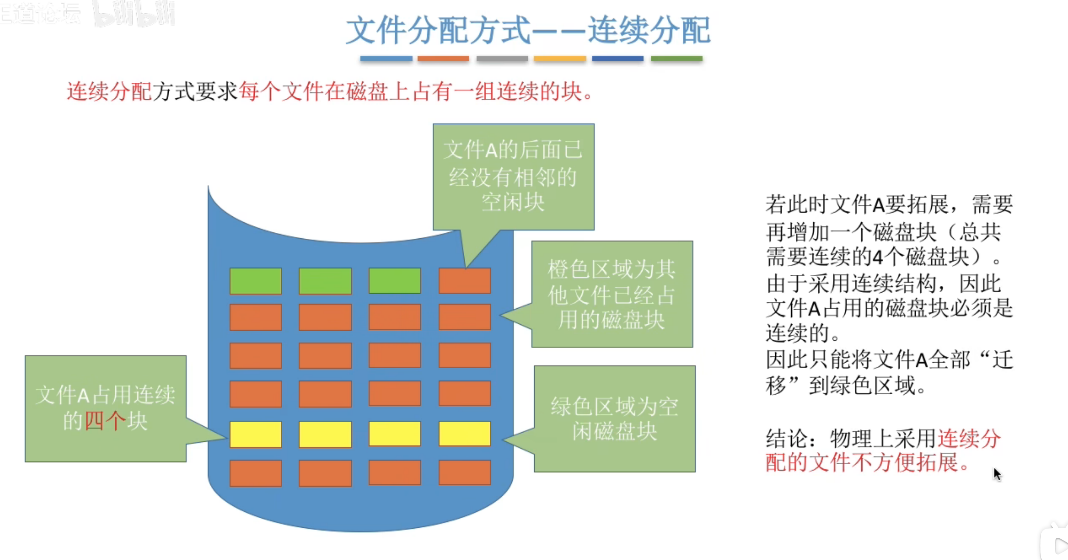 bilibili
文件分配方式——连续分配
连续分配方式要求每个文件在磁盘上占有一组连续的块。
文件A的后面已
经没有相邻的
空闲块
橙色区域为其
他文件已经占
用的磁盘块
文件A占用连续
的四个块
绿色区域为空
闲磁盘块
若此时文件A要拓展，需要
再增加一个磁盘块（总共
需要连续的4个磁盘块）。
由于采用连续结构，因此
文件A占用的磁盘块必须是
连续的。
因此只能将文件A全部“迁
移”到绿色区域。
结论：物理上采用连续分
配的文件不方便拓展。